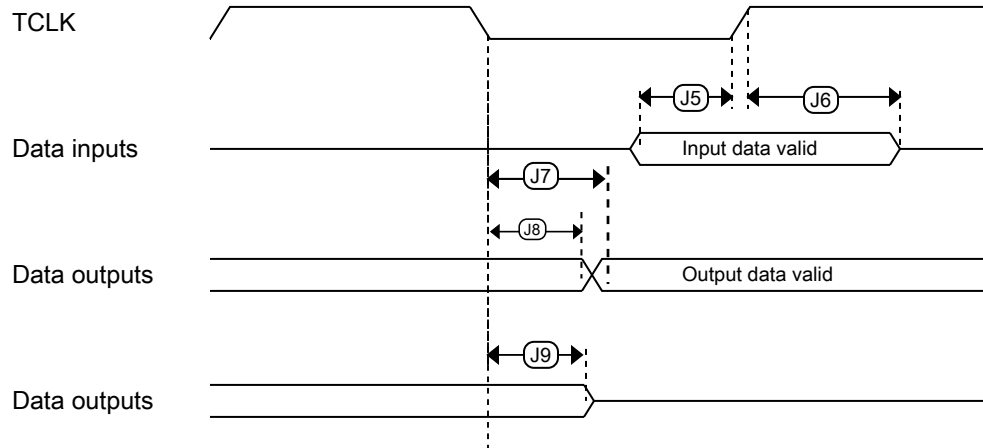 TCLK
J5
J6
Data inputs
Input data valid
J7
J8
Data outputs
Output data valid
J9
Data outputs